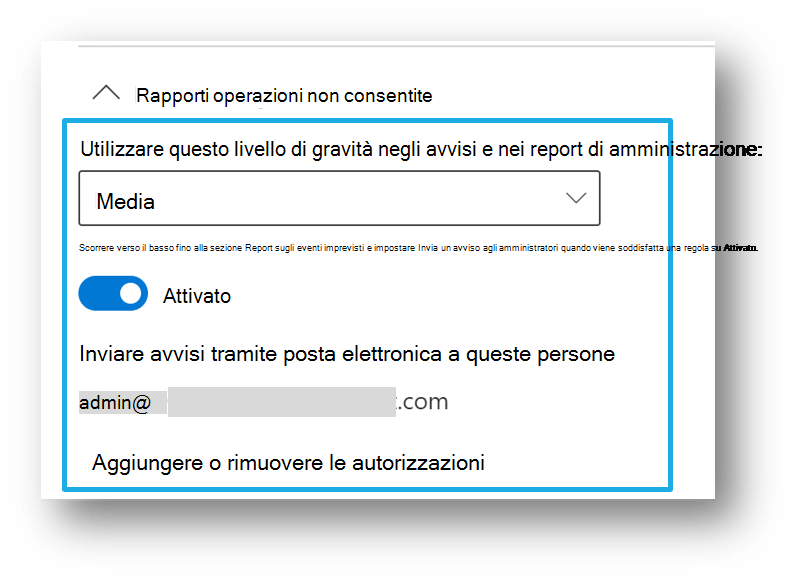 Rapporti operazioni non consentite
Utilizzare questo livello di gravità negli avvisi e nei report di amministrazione:
Media
Scorrere verso il basso fino alla sezione Report sugli eventi imprevisti e impostare Invia un avviso agli amministratori quando viene soddisfatta una regola su Attivato.
Attivato
Inviare avvisi tramite posta elettronica a queste persone
admin@ .com
Aggiungere o rimuovere le autorizzazioni